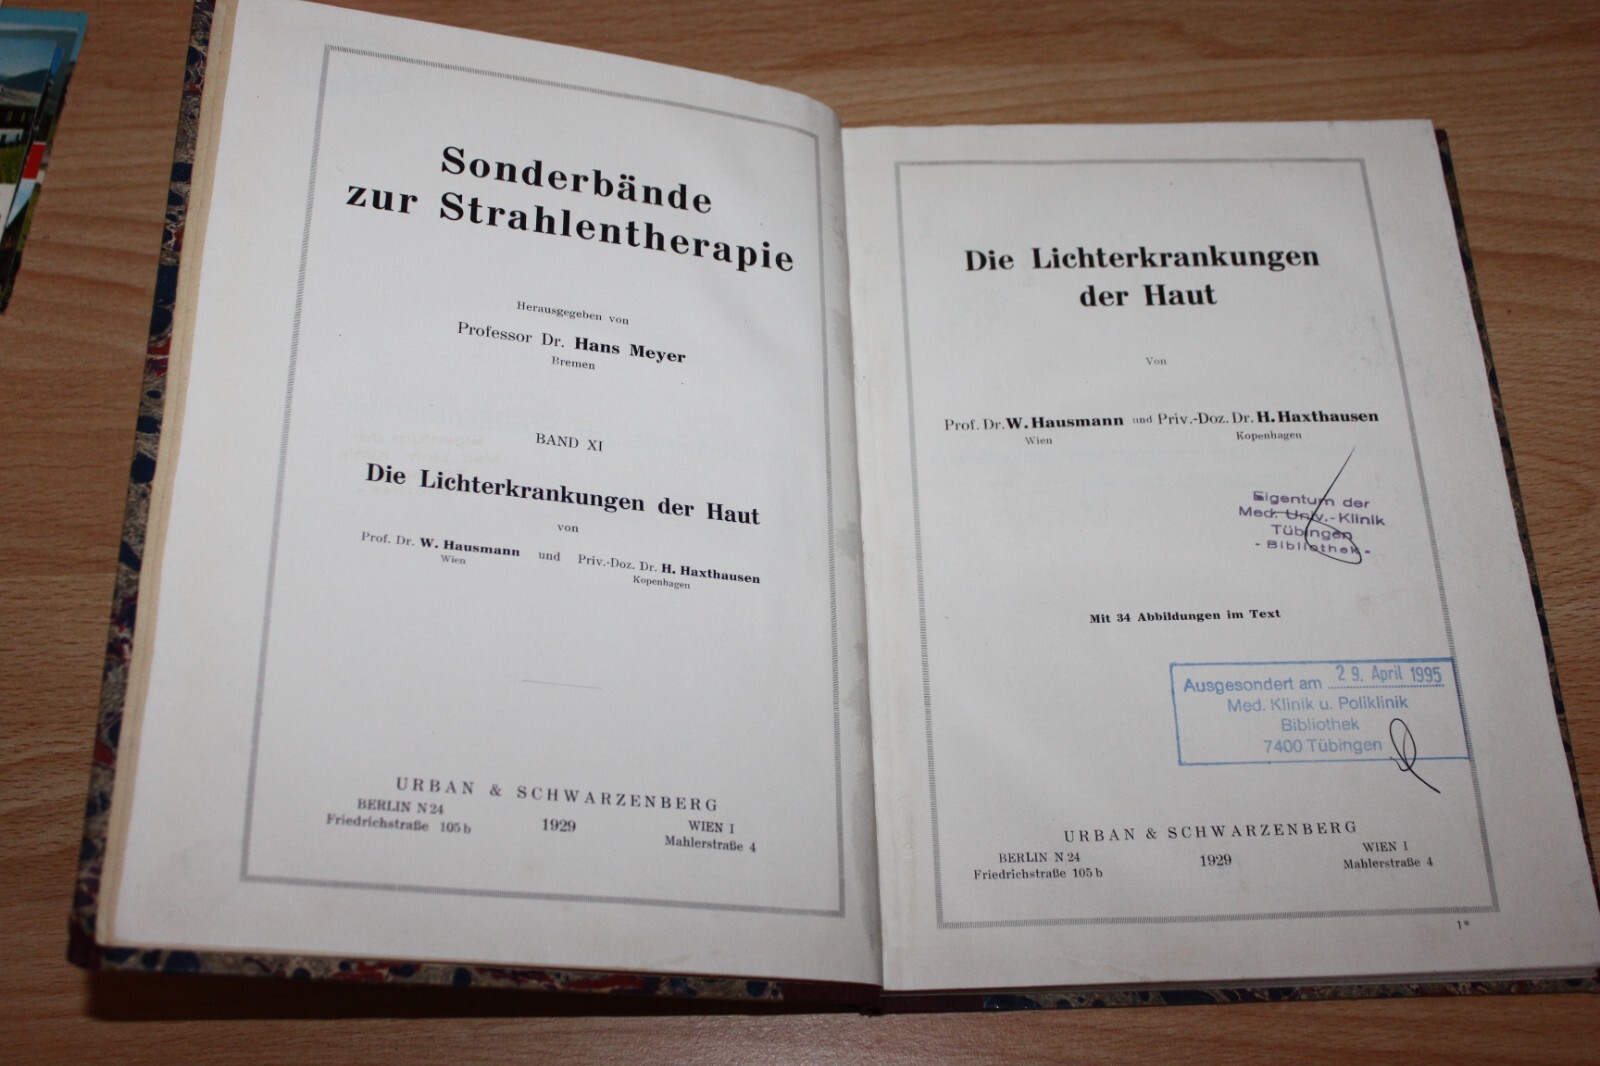 Sonderbände
zur Strahlentherapie
Herausgegeben von
Professor Dr. Hans Meyer
Bremen
BAND XI
Die Lichterkrankungen der Haut
von
Prof. Dr. W. Hausmann und Priv.-Doz. Dr. H. Haxthausen
Wien Kopenhagen
URBAN & SCHWARZENBERG
BERLIN N 24 1929 WIEN I
Friedrichstraße 105 b Mahlerstraße 4
Die Lichterkrankungen
der Haut
Von
Prof. Dr. W. Hausmann und Priv.-Doz. Dr. H. Haxthausen
Wien Kopenhagen
Eigentum der
Med. Univ.-Klinik
Tübingen
- Bibliothek -
Mit 34 Abbildungen im Text
Ausgesondert am 29. April 1995
Med. Klinik u. Poliklinik
Bibliothek
7400 Tübingen
URBAN & SCHWARZENBERG
BERLIN N 24 1929 WIEN I
Friedrichstraße 105 b Mahlerstraße 4
1*